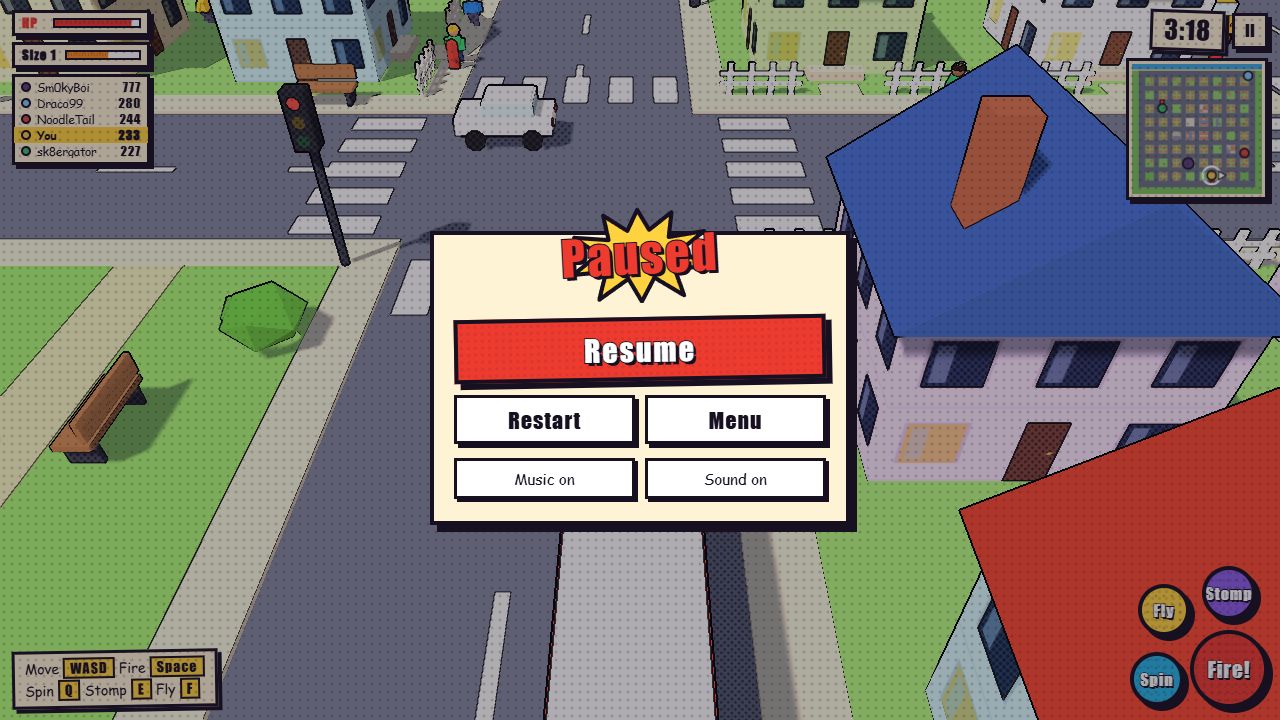 HP
Size 1
Sm0kyBoi 777
Draco99 280
NoodleTail 244
You 233
sk8ergator 227
3:18
Paused
Resume
Restart Menu
Music on Sound on
Move WASD Fire Space
Spin Q Stomp E Fly F
Fly Stomp
Spin Fire!